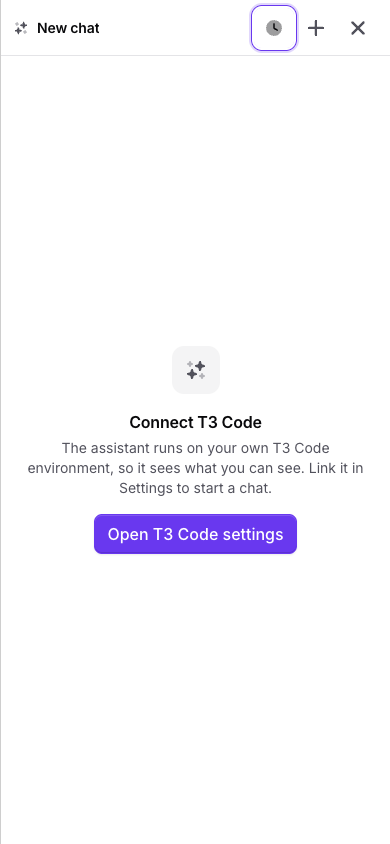 New chat
Connect T3 Code
The assistant runs on your own T3 Code
environment, so it sees what you can see. Link it in
Settings to start a chat.
Open T3 Code settings